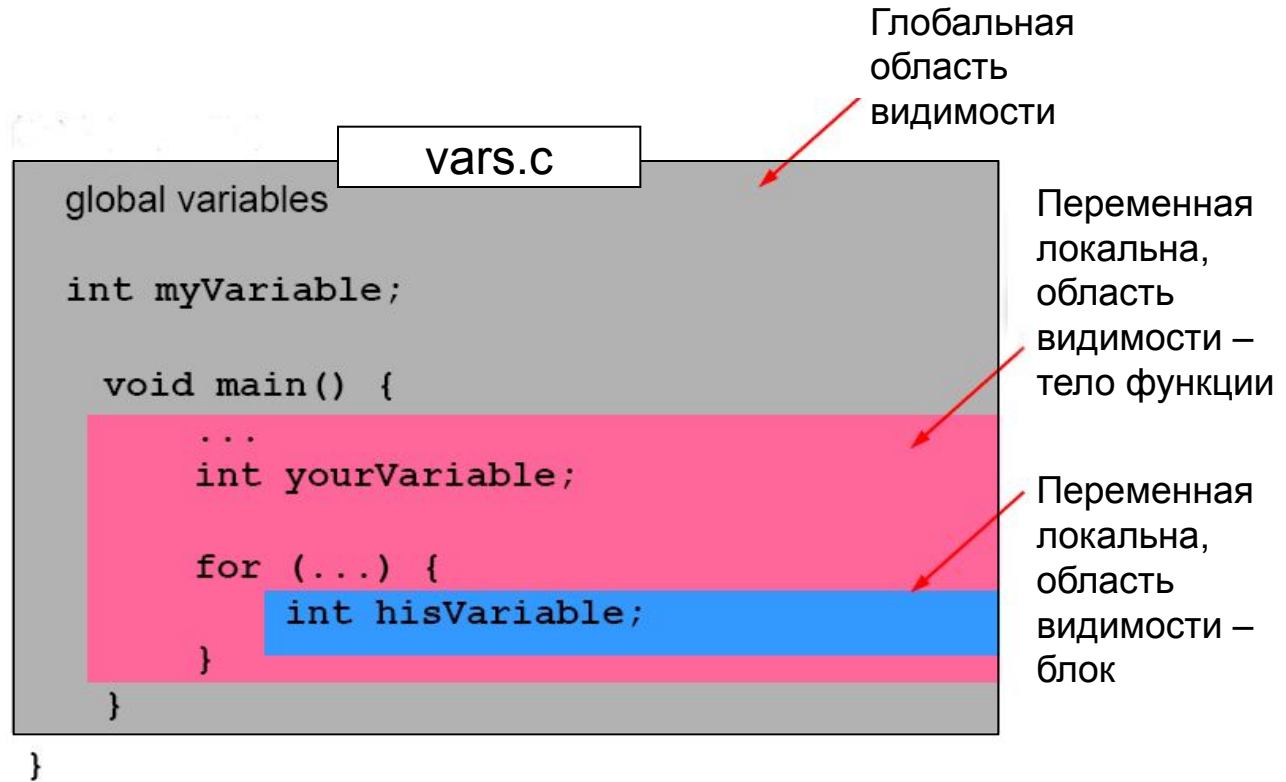 Глобальная
область
видимости
vars.c
global variables
int myVariable;
void main() {
...
int yourVariable;
for (...) {
int hisVariable;
}
}
}
Переменная
локальна,
область
видимости –
тело функции
Переменная
локальна,
область
видимости –
блок